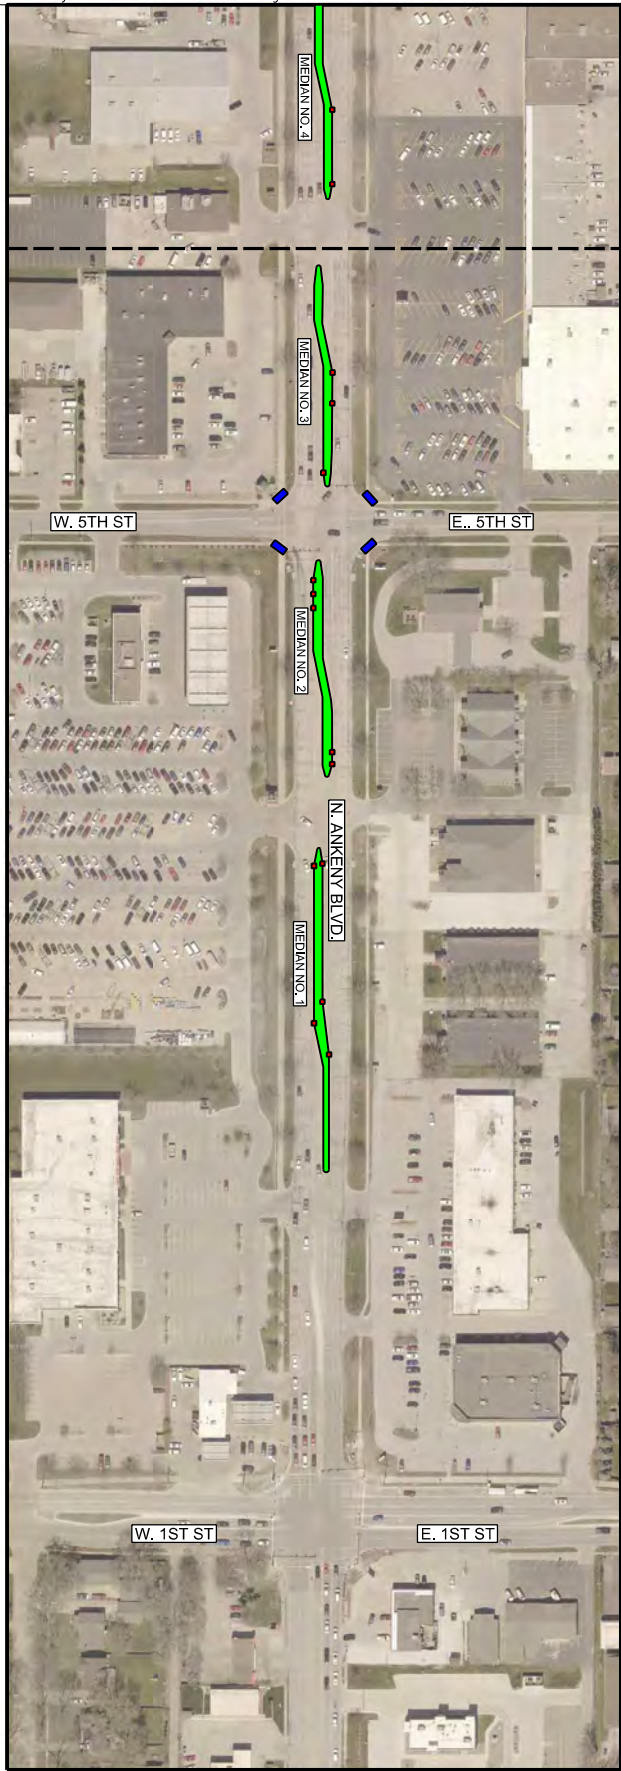 MEDIAN NO. 4
MEDIAN NO. 3
W. 5TH ST
E.. 5TH ST
MEDIAN NO. 2
N. ANKENY BLVD.
MEDIAN NO. 1
W. 1ST ST
E. 1ST ST